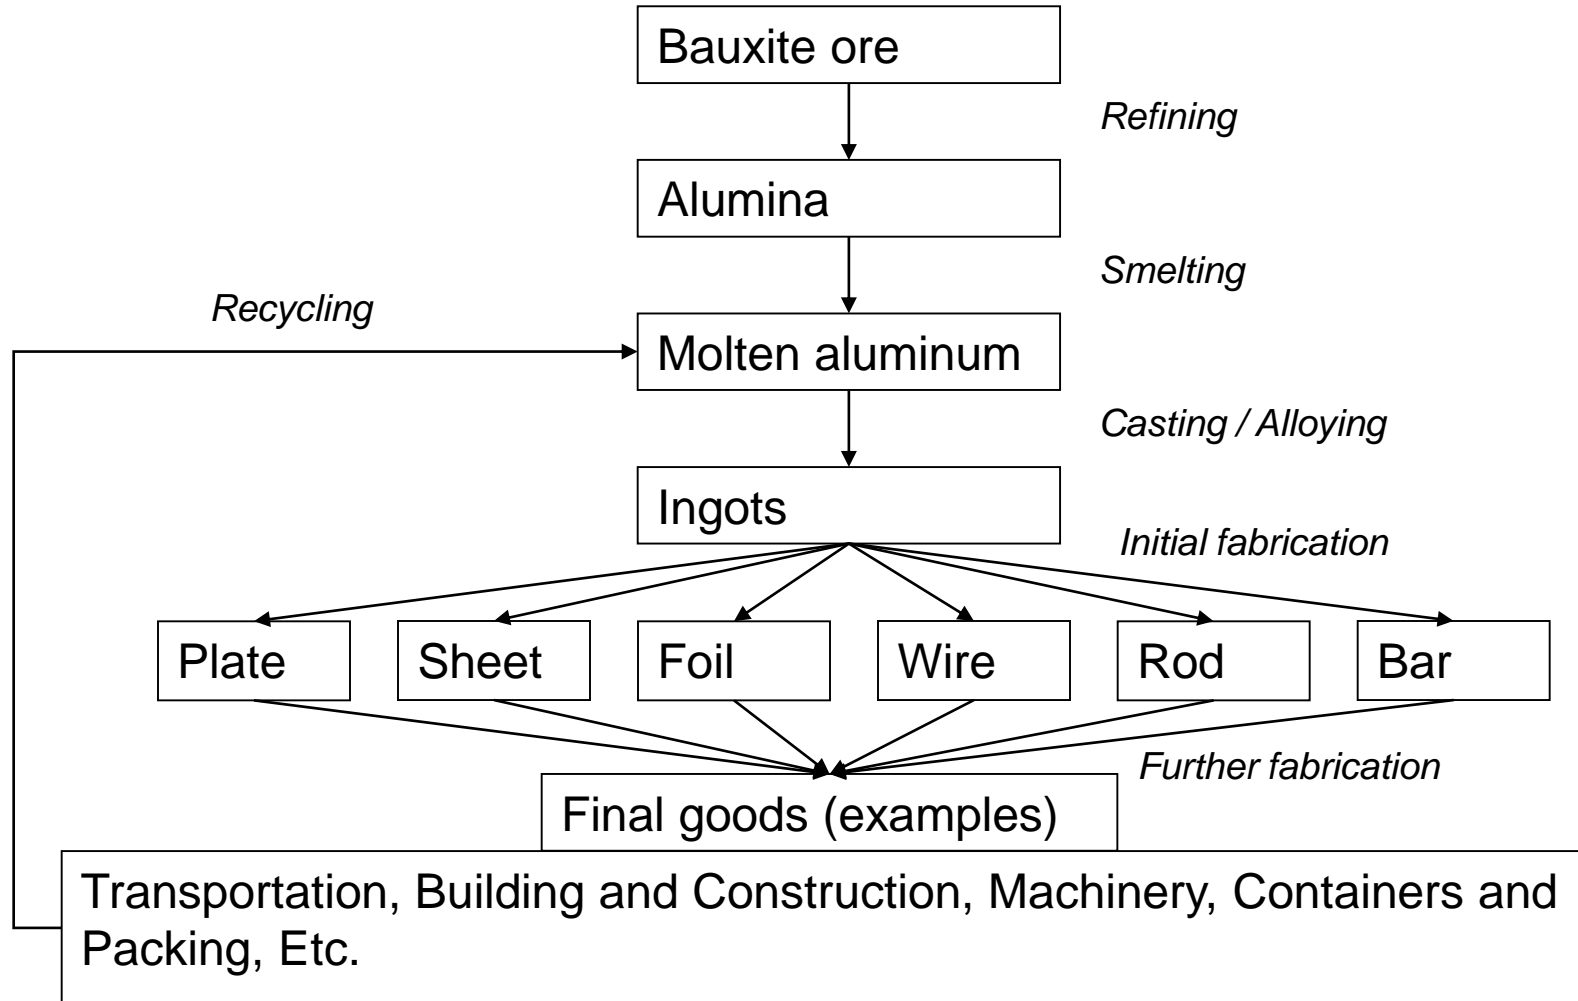 Bauxite ore
Refining
Alumina
Smelting
Recycling
Molten aluminum
Casting / Alloying
Ingots
Initial fabrication
Plate
Sheet
Foil
Wire
Rod
Bar
Further fabrication
Final goods (examples)
Transportation, Building and Construction, Machinery, Containers and
Packing, Etc.